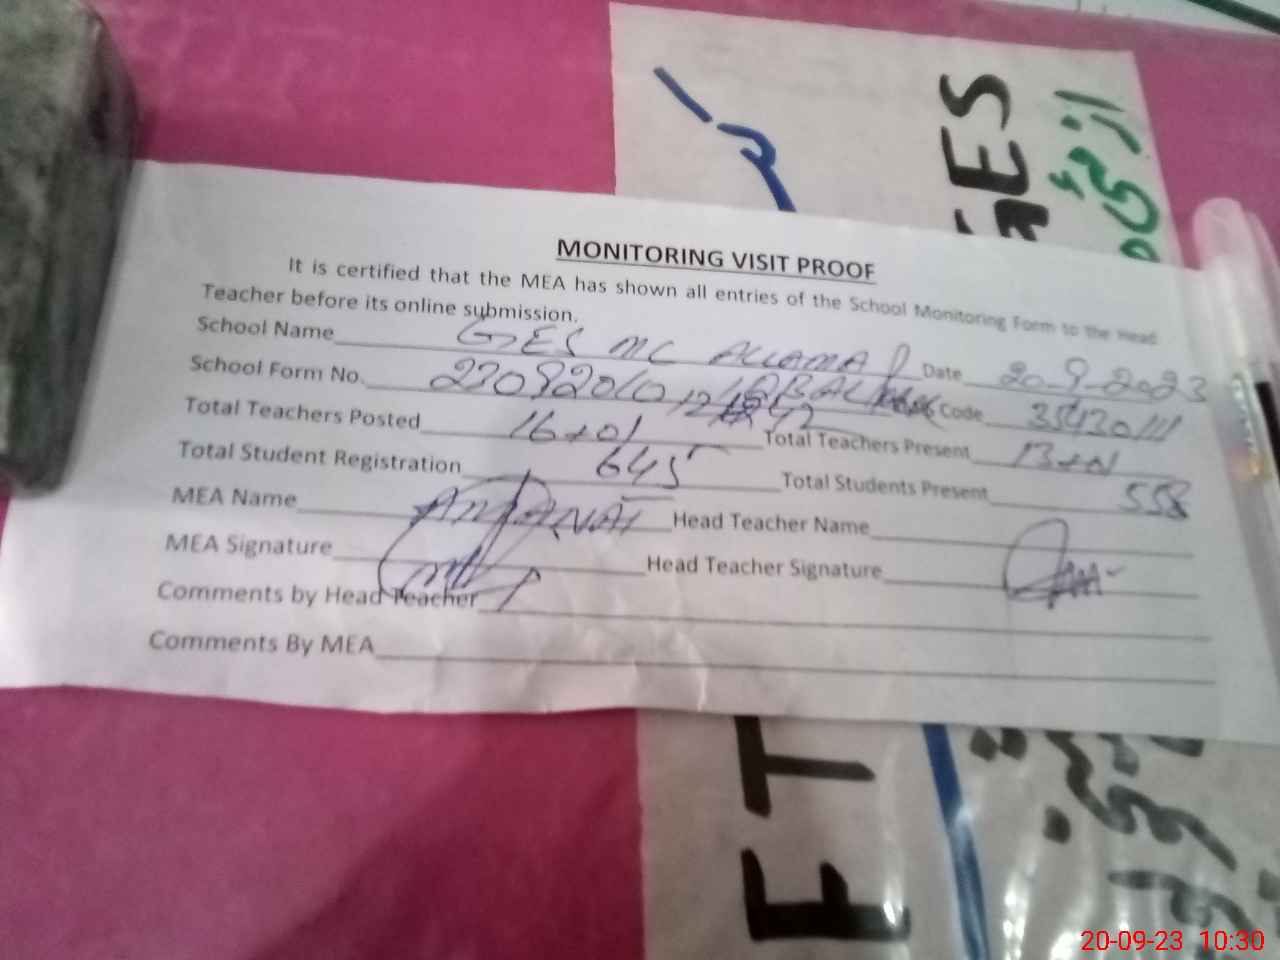 MONITORING VISIT PROOF
It is certified that the MEA has shown all entries of the School Monitoring Form to the Head
Teacher before its online submission.
School Name GES MC ALLAMA Date 20-9-2023
School Form No. IQBAL Code 35420111
Total Teachers Posted 16+01 Total Teachers Present 13+01
Total Student Registration 645 Total Students Present 558
MEA Name AMANAT Head Teacher Name
MEA Signature Head Teacher Signature
Comments by Head Teacher
Comments By MEA
GES
FT
20-09-23 10:30